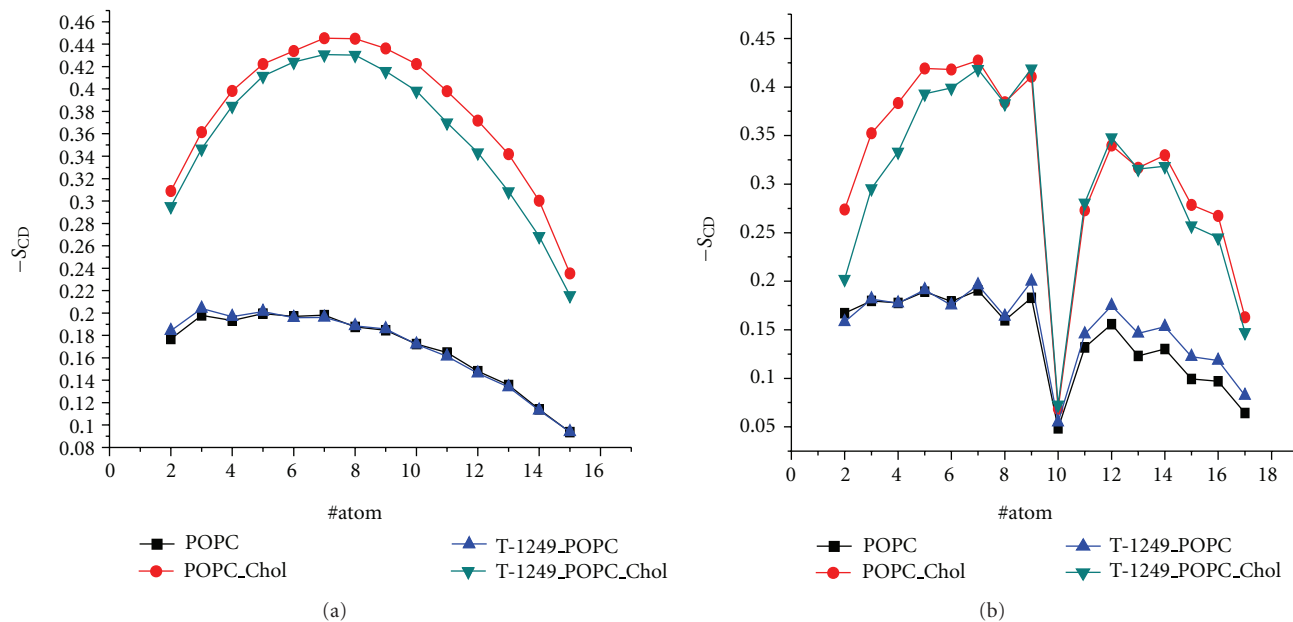 0.46
0.44
0.42
0.4
0.38
0.36
0.34
0.32
0.3
0.28
0.26
0.24
0.22
0.2
0.18
0.16
0.14
0.12
0.1
0.08
−S_CD
0 2 4 6 8 10 12 14 16
#atom
POPC T-1249_POPC
POPC_Chol T-1249_POPC_Chol
(a)
0.45
0.4
0.35
0.3
0.25
0.2
0.15
0.1
0.05
−S_CD
0 2 4 6 8 10 12 14 16 18
#atom
POPC T-1249_POPC
POPC_Chol T-1249_POPC_Chol
(b)